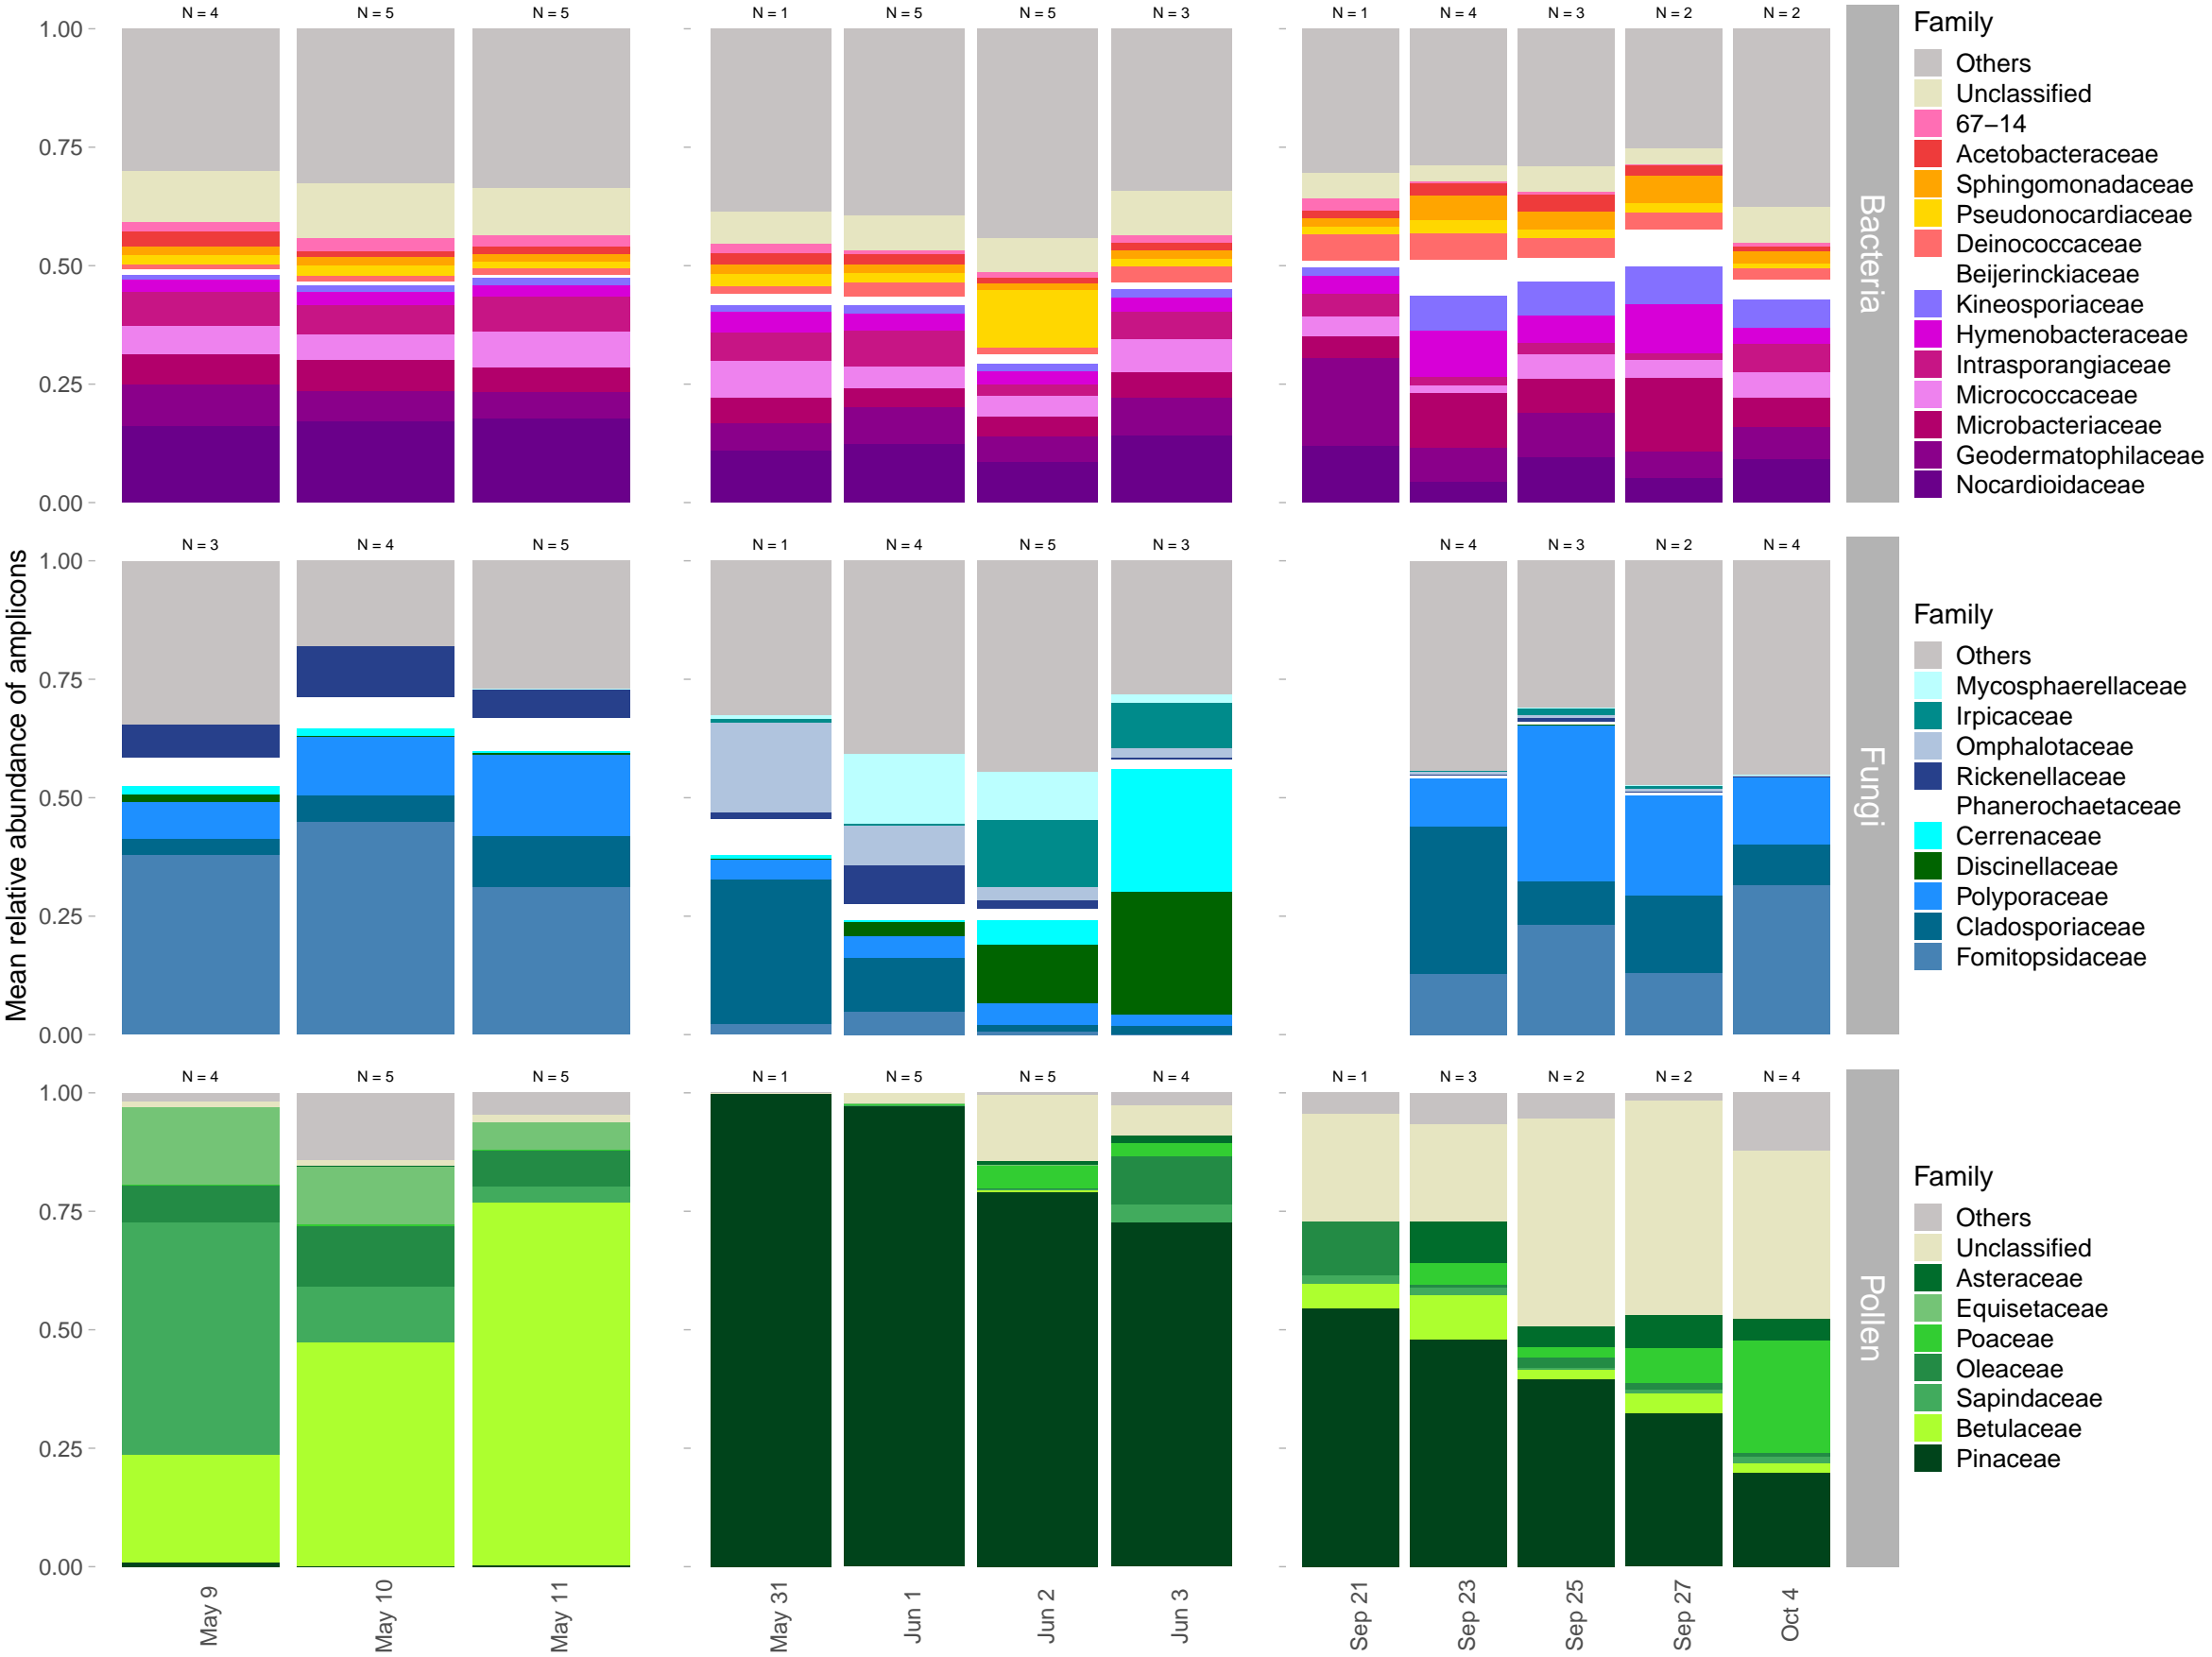 N = 4 N = 5 N = 5 N = 1 N = 5 N = 5 N = 3 N = 1 N = 4 N = 3 N = 2 N = 2
1.00
0.75
0.50
0.25
0.00
Bacteria
Family
Others
Unclassified
67−14
Acetobacteraceae
Sphingomonadaceae
Pseudonocardiaceae
Deinococcaceae
Beijerinckiaceae
Kineosporiaceae
Hymenobacteraceae
Intrasporangiaceae
Micrococcaceae
Microbacteriaceae
Geodermatophilaceae
Nocardioidaceae
Mean relative abundance of amplicons
N = 3 N = 4 N = 5 N = 1 N = 4 N = 5 N = 3 N = 4 N = 3 N = 2 N = 4
1.00
0.75
0.50
0.25
0.00
Fungi
Family
Others
Mycosphaerellaceae
Irpicaceae
Omphalotaceae
Rickenellaceae
Phanerochaetaceae
Cerrenaceae
Discinellaceae
Polyporaceae
Cladosporiaceae
Fomitopsidaceae
N = 4 N = 5 N = 5 N = 1 N = 5 N = 5 N = 4 N = 1 N = 3 N = 2 N = 2 N = 4
1.00
0.75
0.50
0.25
0.00
Pollen
Family
Others
Unclassified
Asteraceae
Equisetaceae
Poaceae
Oleaceae
Sapindaceae
Betulaceae
Pinaceae
May 9 May 10 May 11 May 31 Jun 1 Jun 2 Jun 3 Sep 21 Sep 23 Sep 25 Sep 27 Oct 4